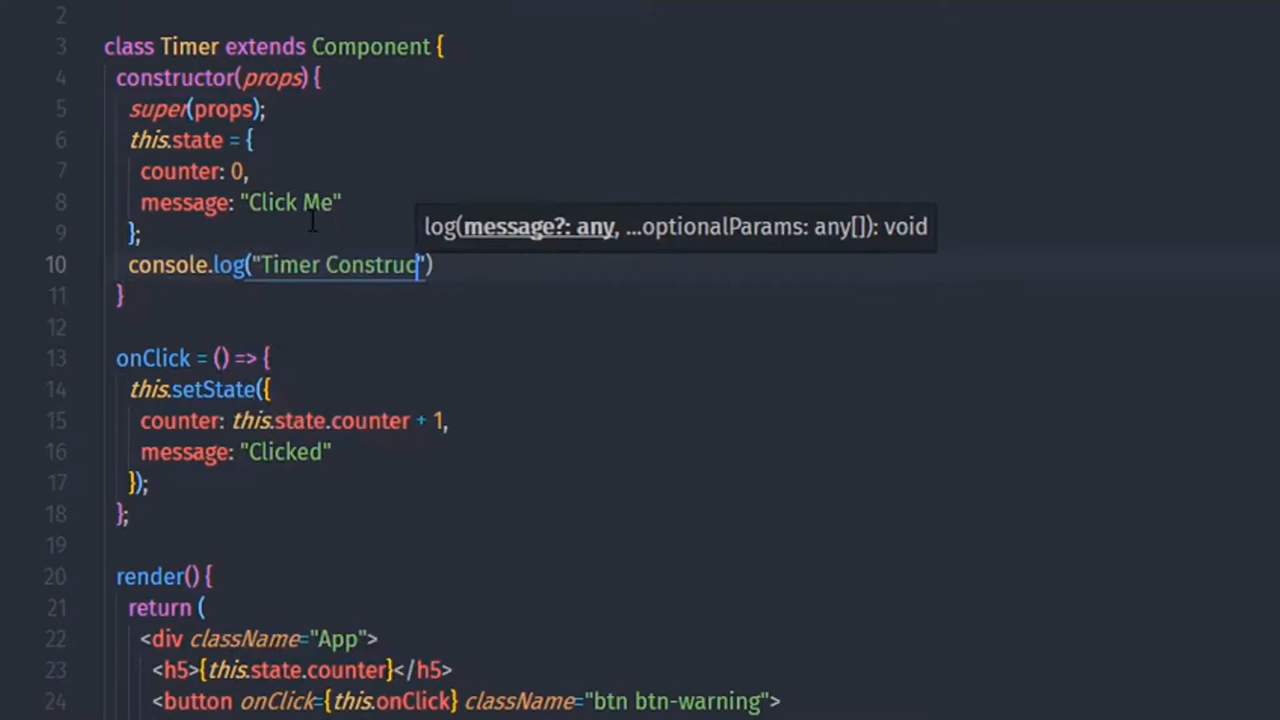 2
3 class Timer extends Component {
4 constructor(props) {
5 super(props);
6 this.state = {
7 counter: 0,
8 message: "Click Me"
log(message?: any, ...optionalParams: any[]): void
9 };
10 console.log("Timer Construc")
11 }
12
13 onClick = () => {
14 this.setState({
15 counter: this.state.counter + 1,
16 message: "Clicked"
17 });
18 };
19
20 render() {
21 return (
22 <div className="App">
23 <h5>{this.state.counter}</h5>
24 <button onClick={this.onClick} className="btn btn-warning">